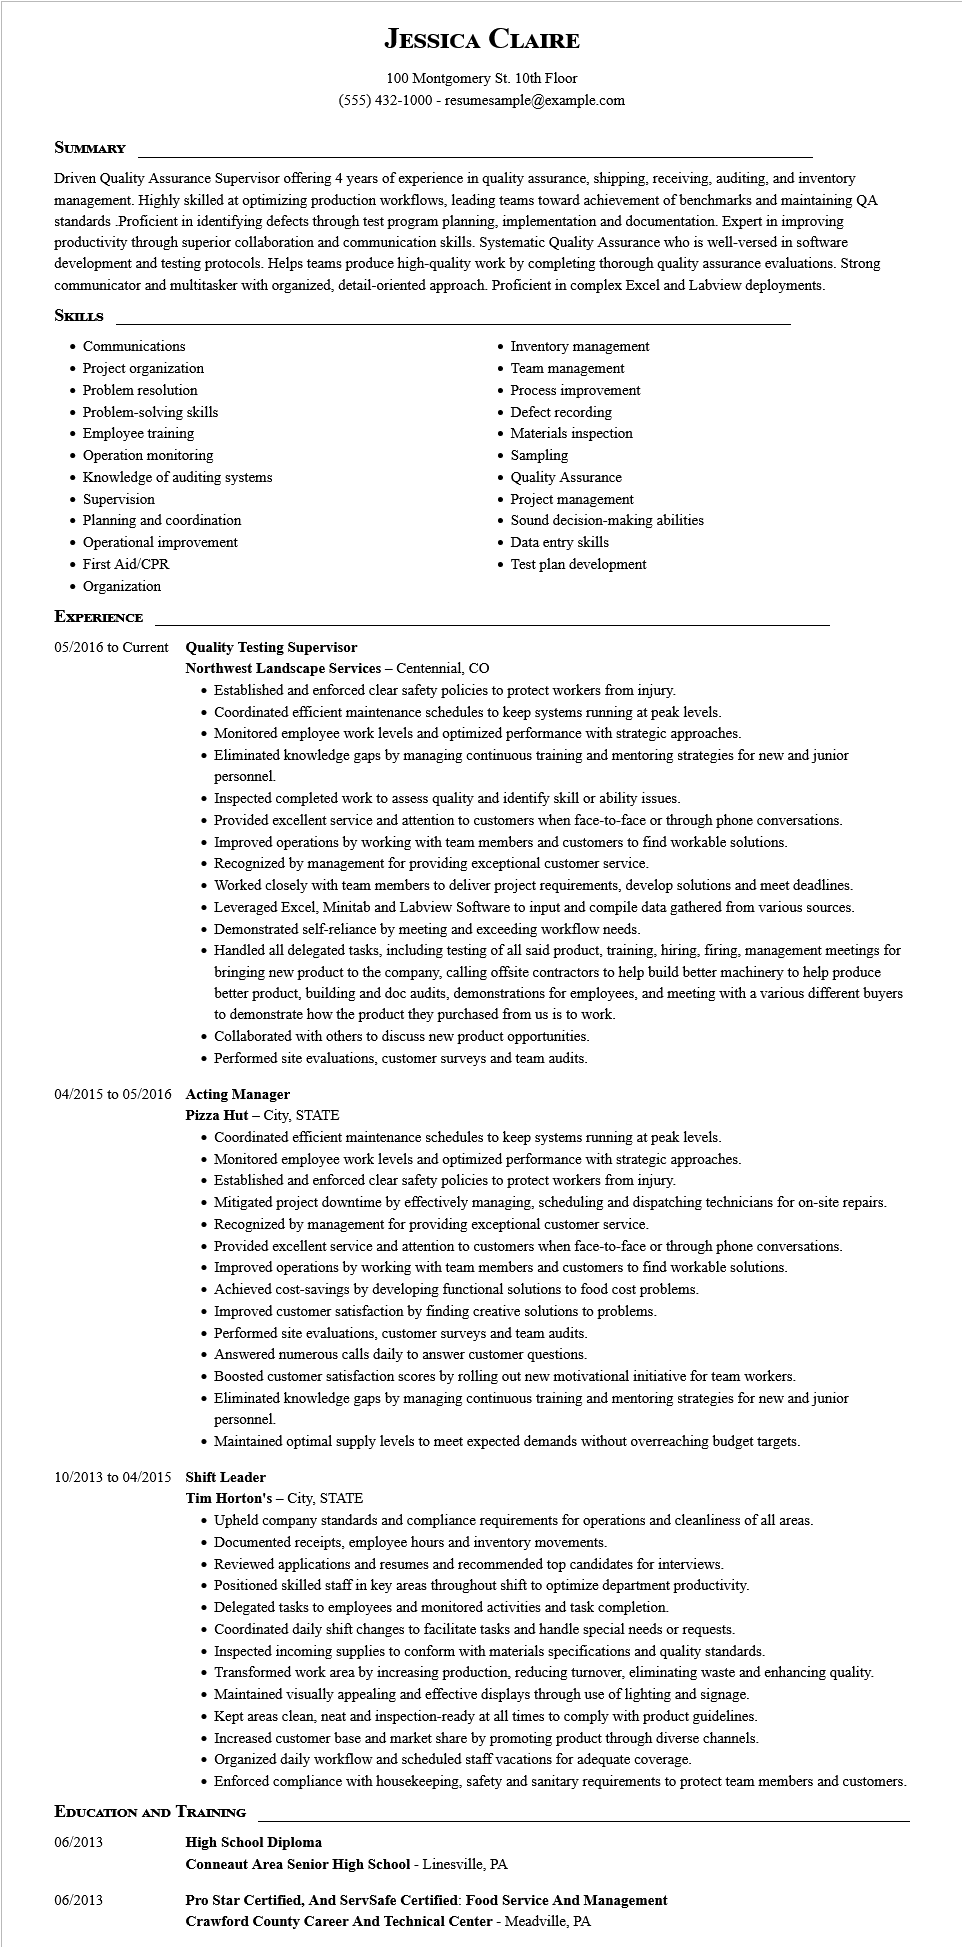 Jessica Claire
100 Montgomery St. 10th Floor
(555) 432-1000 - resumesample@example.com
Summary
Driven Quality Assurance Supervisor offering 4 years of experience in quality assurance, shipping, receiving, auditing, and inventory
management. Highly skilled at optimizing production workflows, leading teams toward achievement of benchmarks and maintaining QA
standards .Proficient in identifying defects through test program planning, implementation and documentation. Expert in improving
productivity through superior collaboration and communication skills. Systematic Quality Assurance who is well-versed in software
development and testing protocols. Helps teams produce high-quality work by completing thorough quality assurance evaluations. Strong
communicator and multitasker with organized, detail-oriented approach. Proficient in complex Excel and Labview deployments.
Skills
• Communications
• Project organization
• Problem resolution
• Problem-solving skills
• Employee training
• Operation monitoring
• Knowledge of auditing systems
• Supervision
• Planning and coordination
• Operational improvement
• First Aid/CPR
• Organization
• Inventory management
• Team management
• Process improvement
• Defect recording
• Materials inspection
• Sampling
• Quality Assurance
• Project management
• Sound decision-making abilities
• Data entry skills
• Test plan development
Experience
05/2016 to Current Quality Testing Supervisor
Northwest Landscape Services – Centennial, CO
• Established and enforced clear safety policies to protect workers from injury.
• Coordinated efficient maintenance schedules to keep systems running at peak levels.
• Monitored employee work levels and optimized performance with strategic approaches.
• Eliminated knowledge gaps by managing continuous training and mentoring strategies for new and junior
personnel.
• Inspected completed work to assess quality and identify skill or ability issues.
• Provided excellent service and attention to customers when face-to-face or through phone conversations.
• Improved operations by working with team members and customers to find workable solutions.
• Recognized by management for providing exceptional customer service.
• Worked closely with team members to deliver project requirements, develop solutions and meet deadlines.
• Leveraged Excel, Minitab and Labview Software to input and compile data gathered from various sources.
• Demonstrated self-reliance by meeting and exceeding workflow needs.
• Handled all delegated tasks, including testing of all said product, training, hiring, firing, management meetings for
bringing new product to the company, calling offsite contractors to help build better machinery to help produce
better product, building and doc audits, demonstrations for employees, and meeting with a various different buyers
to demonstrate how the product they purchased from us is to work.
• Collaborated with others to discuss new product opportunities.
• Performed site evaluations, customer surveys and team audits.
04/2015 to 05/2016 Acting Manager
Pizza Hut – City, STATE
• Coordinated efficient maintenance schedules to keep systems running at peak levels.
• Monitored employee work levels and optimized performance with strategic approaches.
• Established and enforced clear safety policies to protect workers from injury.
• Mitigated project downtime by effectively managing, scheduling and dispatching technicians for on-site repairs.
• Recognized by management for providing exceptional customer service.
• Provided excellent service and attention to customers when face-to-face or through phone conversations.
• Improved operations by working with team members and customers to find workable solutions.
• Achieved cost-savings by developing functional solutions to food cost problems.
• Improved customer satisfaction by finding creative solutions to problems.
• Performed site evaluations, customer surveys and team audits.
• Answered numerous calls daily to answer customer questions.
• Boosted customer satisfaction scores by rolling out new motivational initiative for team workers.
• Eliminated knowledge gaps by managing continuous training and mentoring strategies for new and junior
personnel.
• Maintained optimal supply levels to meet expected demands without overreaching budget targets.
10/2013 to 04/2015 Shift Leader
Tim Horton's – City, STATE
• Upheld company standards and compliance requirements for operations and cleanliness of all areas.
• Documented receipts, employee hours and inventory movements.
• Reviewed applications and resumes and recommended top candidates for interviews.
• Positioned skilled staff in key areas throughout shift to optimize department productivity.
• Delegated tasks to employees and monitored activities and task completion.
• Coordinated daily shift changes to facilitate tasks and handle special needs or requests.
• Inspected incoming supplies to conform with materials specifications and quality standards.
• Transformed work area by increasing production, reducing turnover, eliminating waste and enhancing quality.
• Maintained visually appealing and effective displays through use of lighting and signage.
• Kept areas clean, neat and inspection-ready at all times to comply with product guidelines.
• Increased customer base and market share by promoting product through diverse channels.
• Organized daily workflow and scheduled staff vacations for adequate coverage.
• Enforced compliance with housekeeping, safety and sanitary requirements to protect team members and customers.
Education and Training
06/2013 High School Diploma
Conneaut Area Senior High School - Linesville, PA
06/2013 Pro Star Certified, And ServSafe Certified: Food Service And Management
Crawford County Career And Technical Center - Meadville, PA